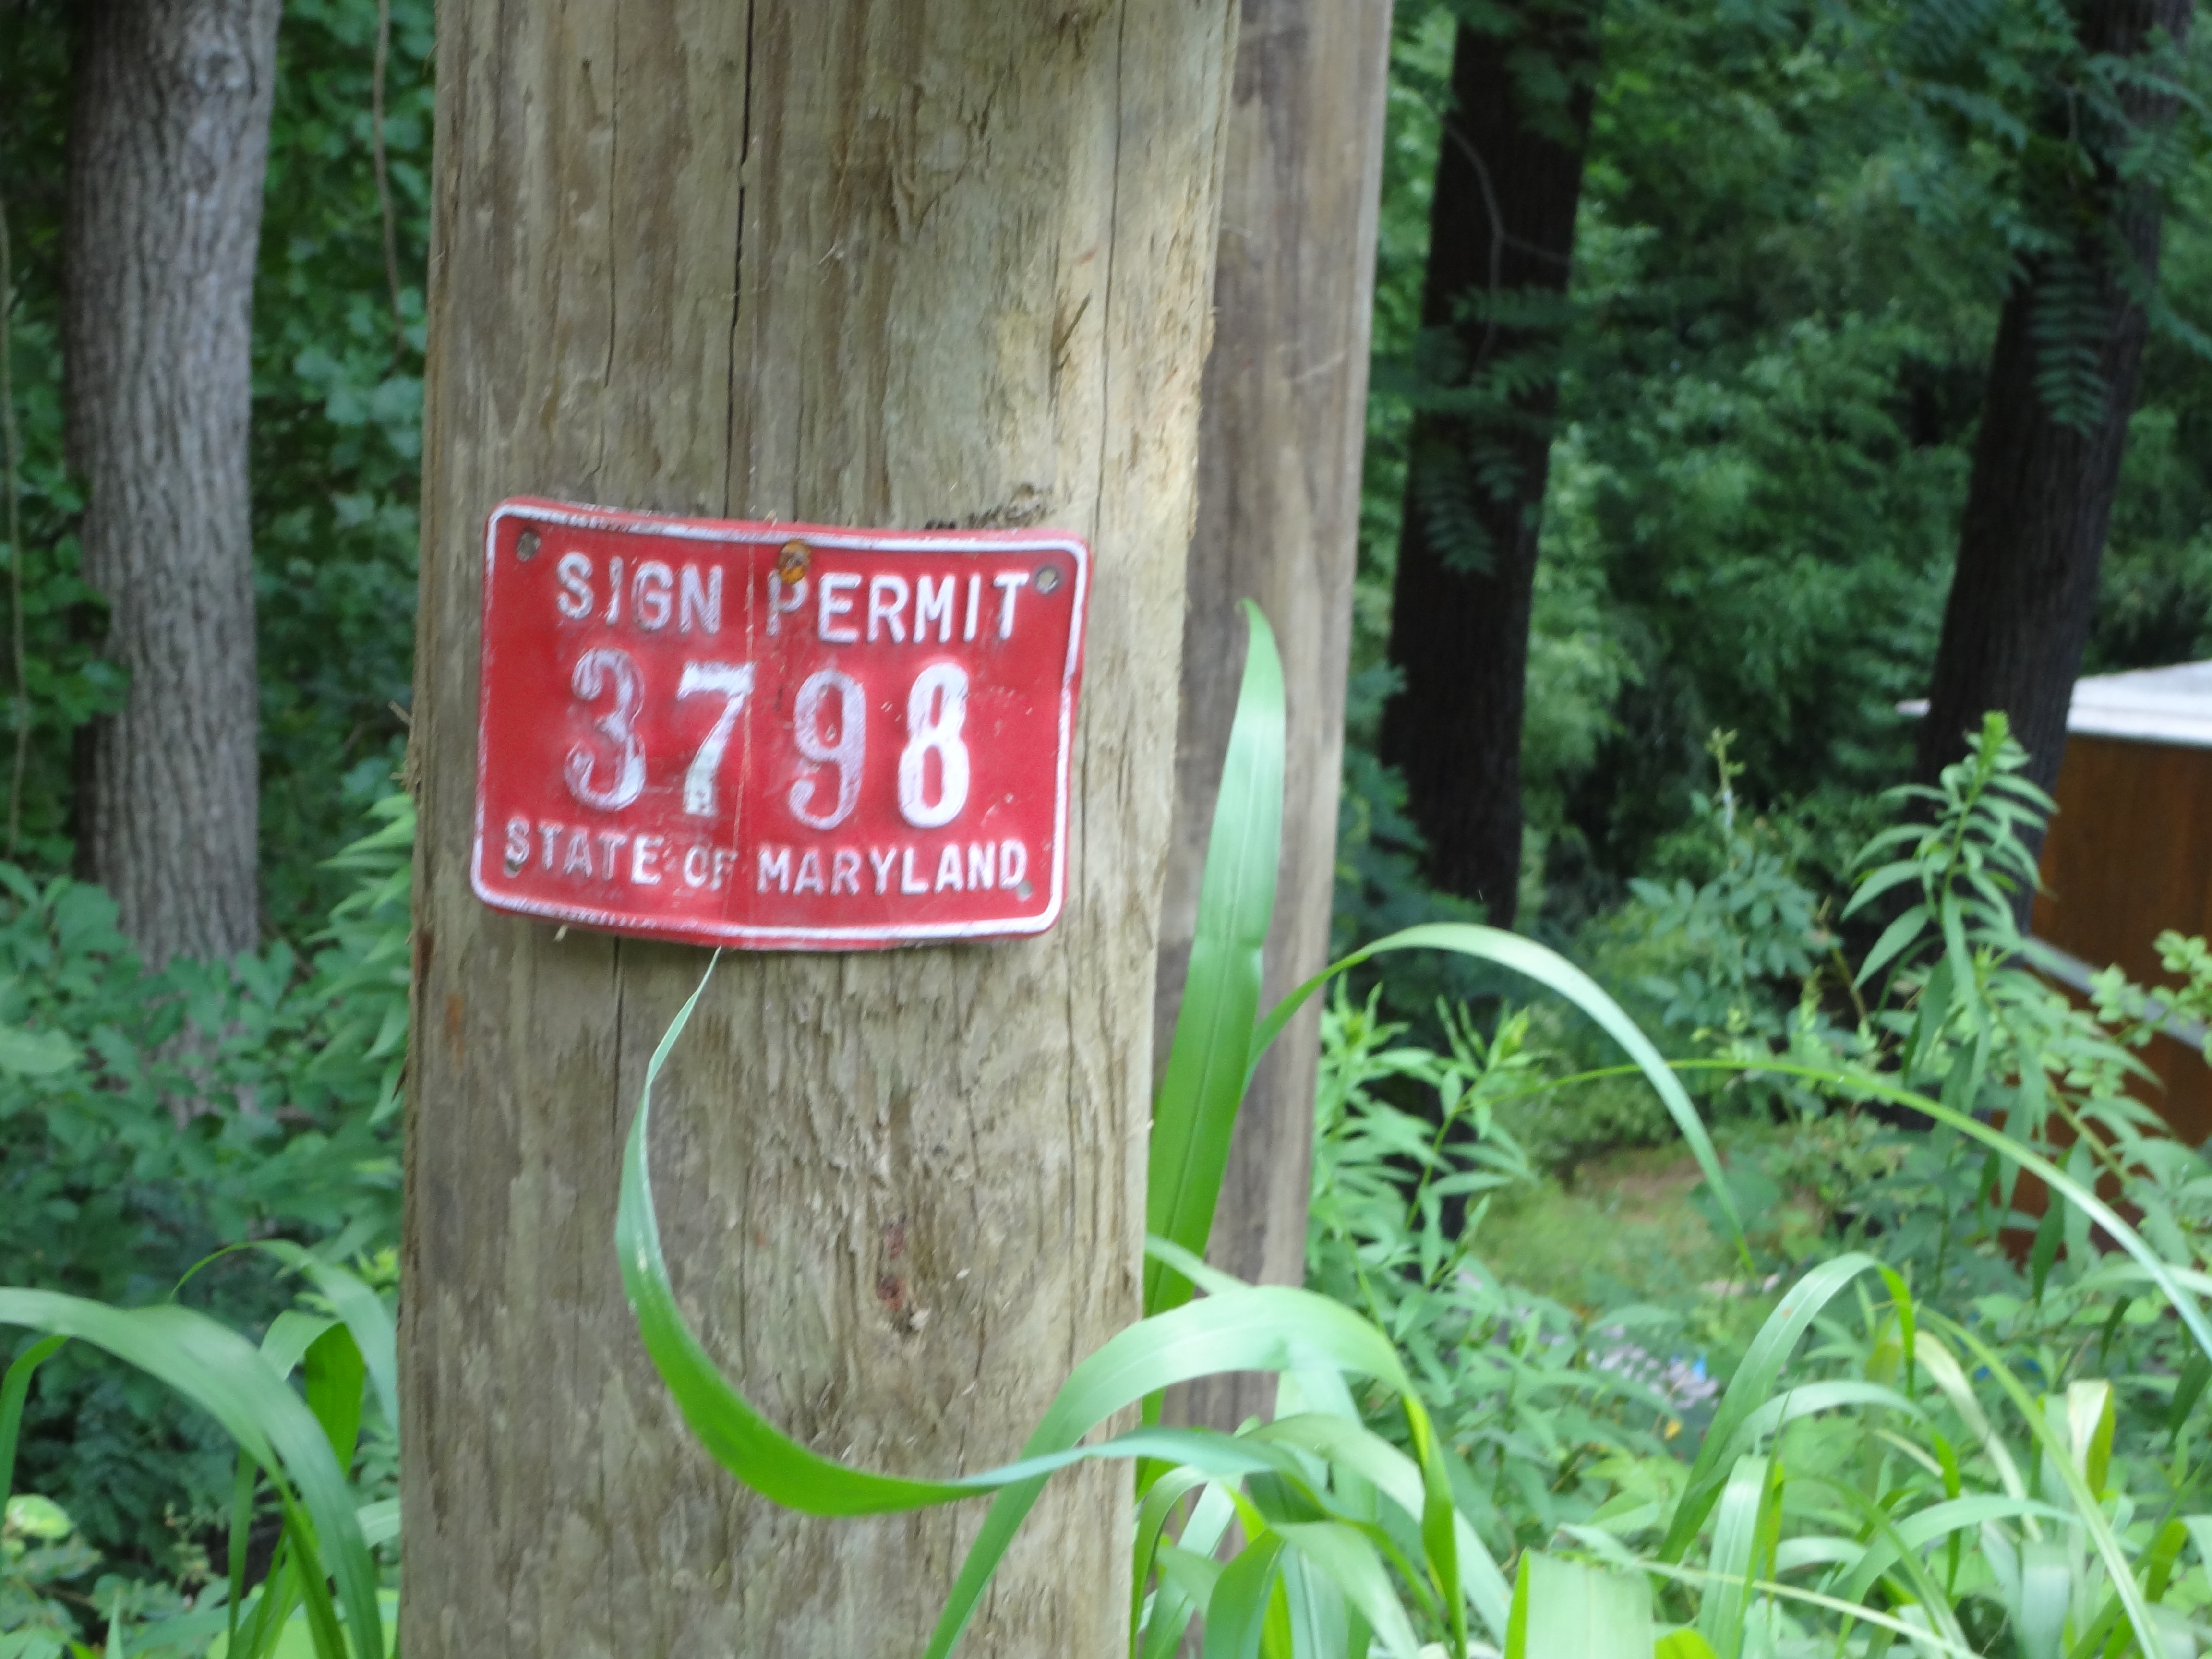 SIGN PERMIT
3798
STATE OF MARYLAND